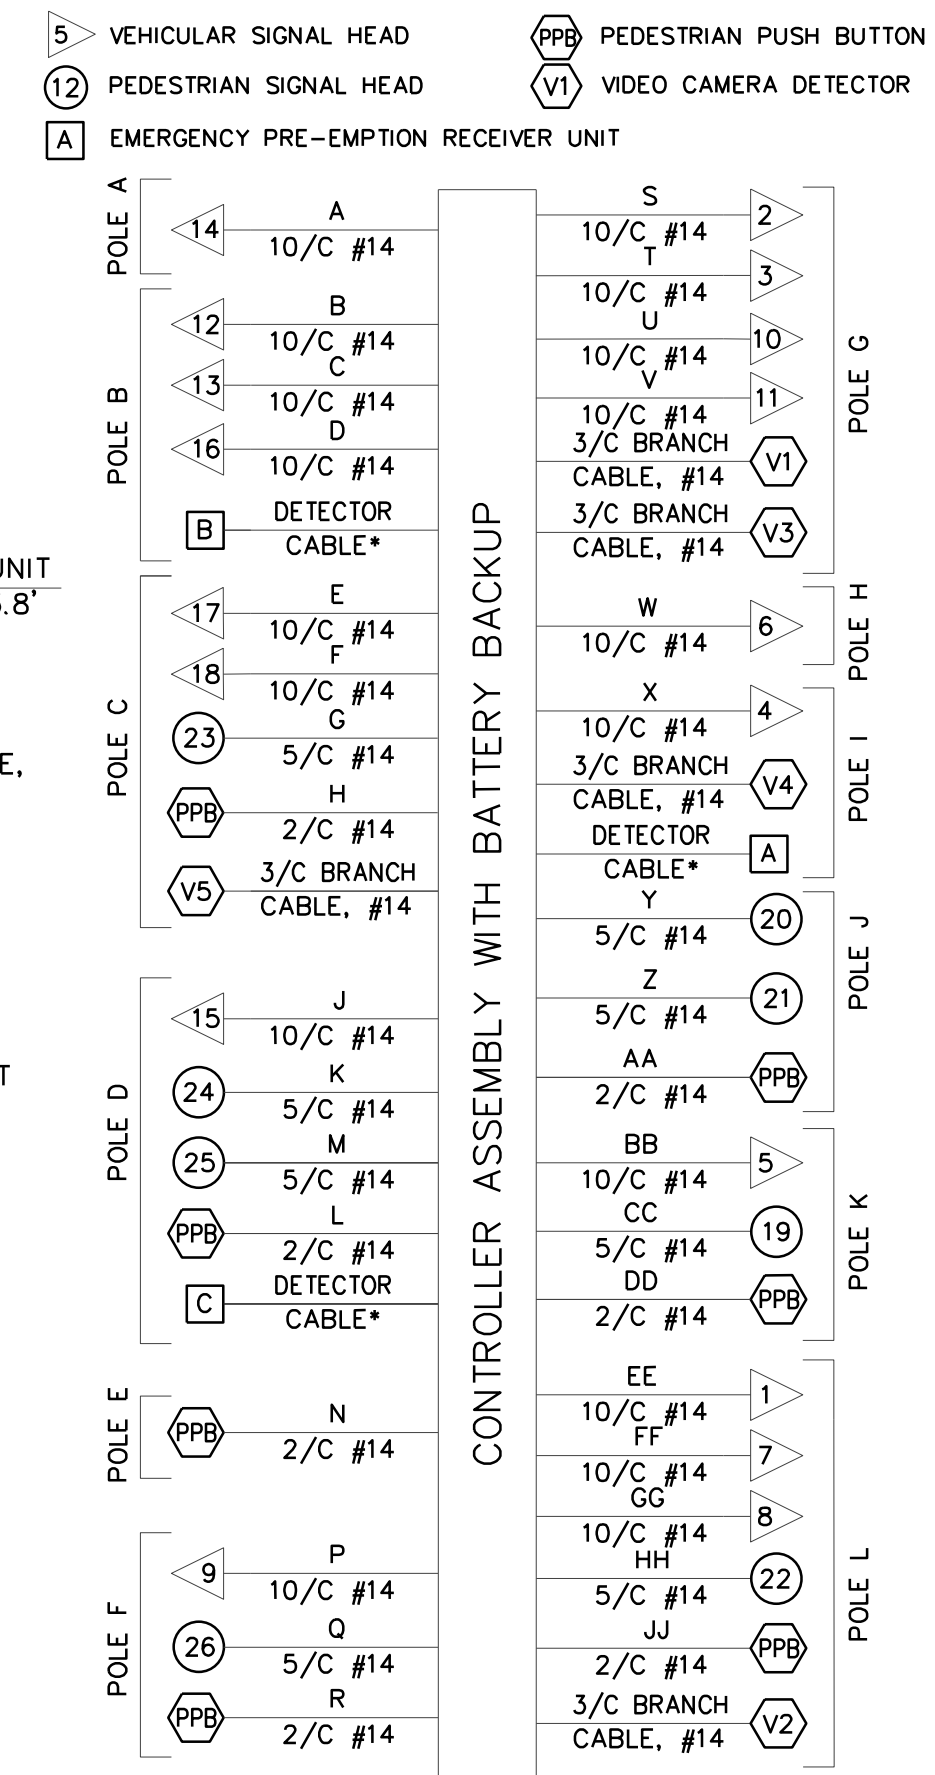 5 VEHICULAR SIGNAL HEAD
PPB PEDESTRIAN PUSH BUTTON
12 PEDESTRIAN SIGNAL HEAD
V1 VIDEO CAMERA DETECTOR
A EMERGENCY PRE-EMPTION RECEIVER UNIT
POLE A
14
A
10/C #14
POLE B
12
B
10/C #14
13
C
10/C #14
16
D
10/C #14
B
DETECTOR
CABLE*
UNIT
.8'
POLE C
17
E
10/C #14
18
F
10/C #14
23
G
5/C #14
E,
PPB
H
2/C #14
V5
3/C BRANCH
CABLE, #14
POLE D
15
J
10/C #14
T
24
K
5/C #14
25
M
5/C #14
PPB
L
2/C #14
C
DETECTOR
CABLE*
POLE E
PPB
N
2/C #14
POLE F
9
P
10/C #14
26
Q
5/C #14
PPB
R
2/C #14
CONTROLLER ASSEMBLY WITH BATTERY BACKUP
POLE G
S
10/C #14
2
T
10/C #14
3
U
10/C #14
10
V
10/C #14
11
3/C BRANCH
CABLE, #14
V1
3/C BRANCH
CABLE, #14
V3
POLE H
W
10/C #14
6
POLE I
X
10/C #14
4
3/C BRANCH
CABLE, #14
V4
DETECTOR
CABLE*
A
POLE J
Y
5/C #14
20
Z
5/C #14
21
AA
2/C #14
PPB
POLE K
BB
10/C #14
5
CC
5/C #14
19
DD
2/C #14
PPB
POLE L
EE
10/C #14
1
FF
10/C #14
7
GG
10/C #14
8
HH
5/C #14
22
JJ
2/C #14
PPB
3/C BRANCH
CABLE, #14
V2